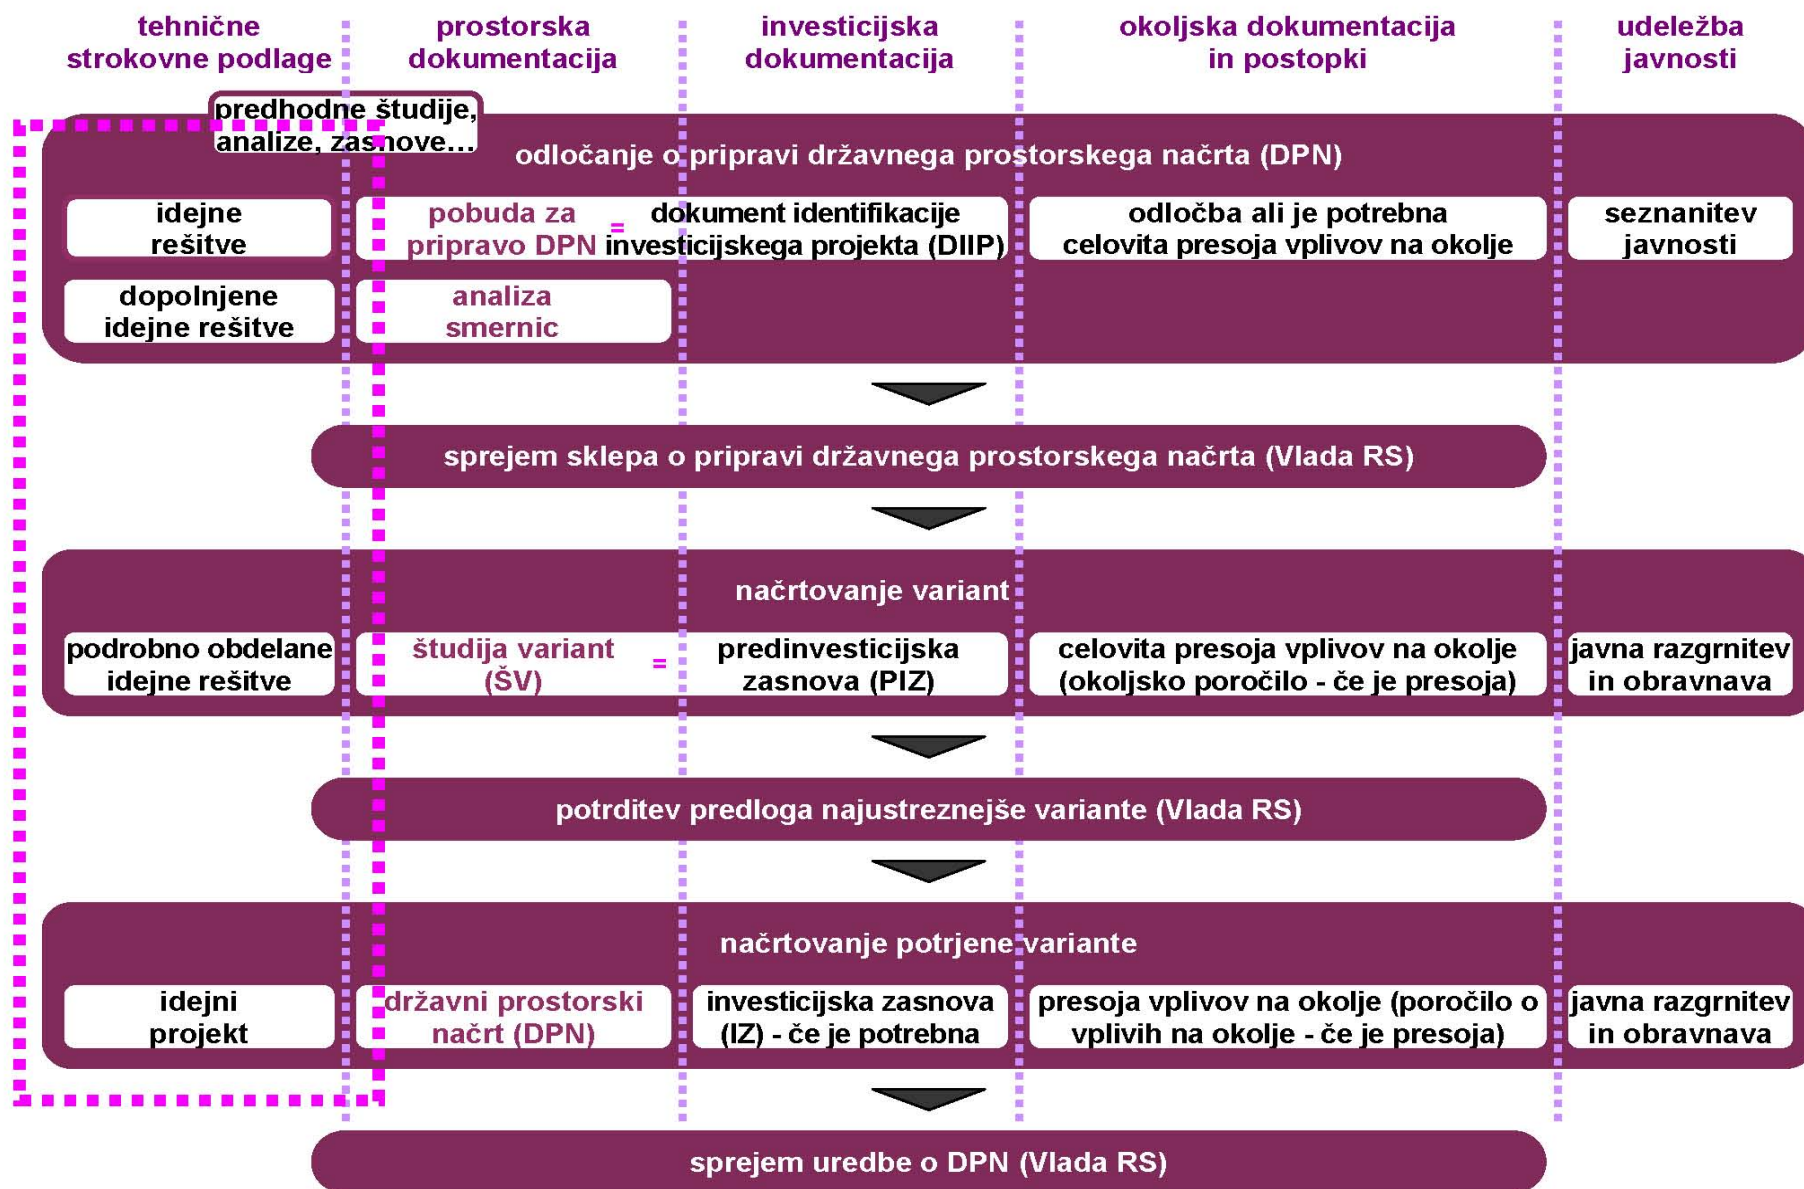 tehnične
strokovne podlage
prostorska
dokumentacija
investicijska
dokumentacija
okoljska dokumentacija
in postopki
udeležba
javnosti
predhodne študije,
analize, zasnove...
odločanje o pripravi državnega prostorskega načrta (DPN)
idejne
rešitve
pobuda za
pripravo DPN
=
dokument identifikacije
investicijskega projekta (DIIP)
odločba ali je potrebna
celovita presoja vplivov na okolje
seznanitev
javnosti
dopolnjene
idejne rešitve
analiza
smernic
sprejem sklepa o pripravi državnega prostorskega načrta (Vlada RS)
načrtovanje variant
podrobno obdelane
idejne rešitve
študija variant
(ŠV)
=
predinvesticijska
zasnova (PIZ)
celovita presoja vplivov na okolje
(okoljsko poročilo - če je presoja)
javna razgrnitev
in obravnava
potrditev predloga najustreznejše variante (Vlada RS)
načrtovanje potrjene variante
idejni
projekt
državni prostorski
načrt (DPN)
investicijska zasnova
(IZ) - če je potrebna
presoja vplivov na okolje (poročilo o
vplivih na okolje - če je presoja)
javna razgrnitev
in obravnava
sprejem uredbe o DPN (Vlada RS)